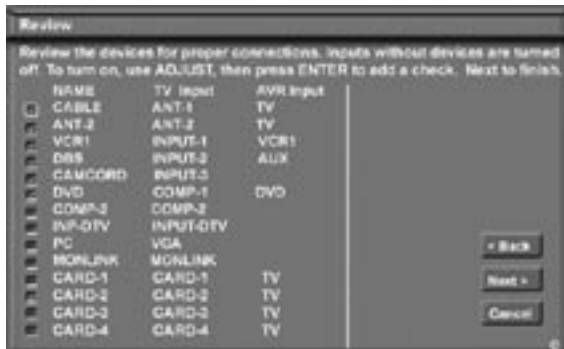 Review
Review the devices for proper connections. Inputs without devices are turned
off. To turn on, use ADJUST, then press ENTER to add a check. Next to finish.
NAME TV Input AVR Input
CABLE ANT-1 TV
ANT-2 ANT-2 TV
VCR1 INPUT-1 VCR1
DBS INPUT-2 AUX
CAMCORD INPUT-3
DVD COMP-1 DVD
COMP-2 COMP-2
INP-DTV INPUT-DTV
PC VGA
MONLINK MONLINK
CARD-1 CARD-1 TV
CARD-2 CARD-2 TV
CARD-3 CARD-3 TV
CARD-4 CARD-4 TV
< Back
Next >
Cancel